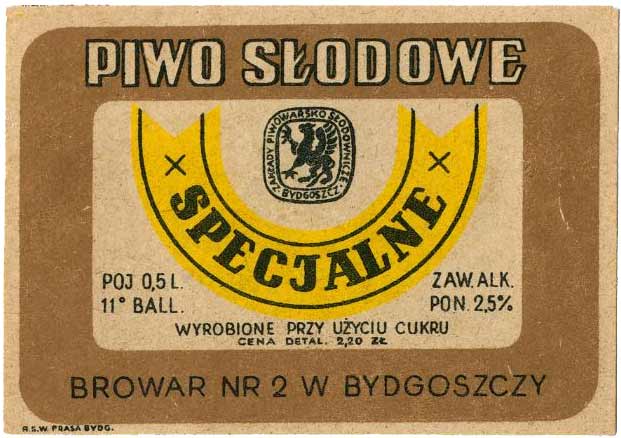 PIWO SŁODOWE
ZAKŁADY PIWOWARSKO SŁODOWNICZE
BYDGOSZCZ
SPECJALNE
POJ 0,5 L.
11° BALL.
ZAW. ALK.
PON. 2,5%
WYROBIONE PRZY UŻYCIU CUKRU
CENA DETAL. 2,20 ZŁ
BROWAR NR 2 W BYDGOSZCZY
R.S.W. PRASA BYDG.